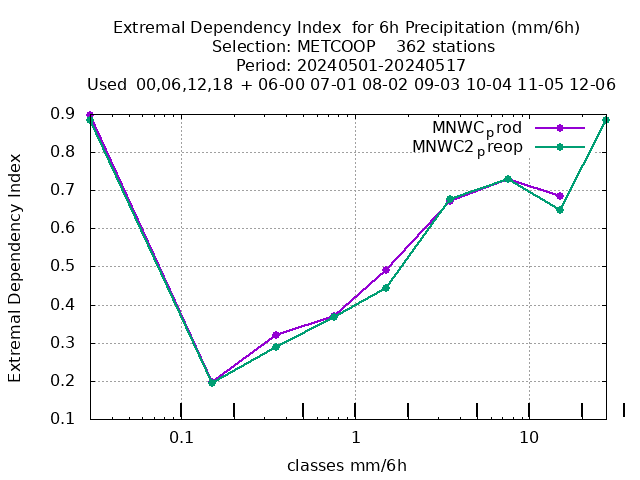 Extremal Dependency Index  for 6h Precipitation (mm/6h)
Selection: METCOOP    362 stations
Period: 20240501-20240517
Used  00,06,12,18  + 06-00 07-01 08-02 09-03 10-04 11-05 12-06
MNWCprod
MNWC2preop
Extremal Dependency Index
0.9
0.8
0.7
0.6
0.5
0.4
0.3
0.2
0.1
0.1 1 10
classes mm/6h